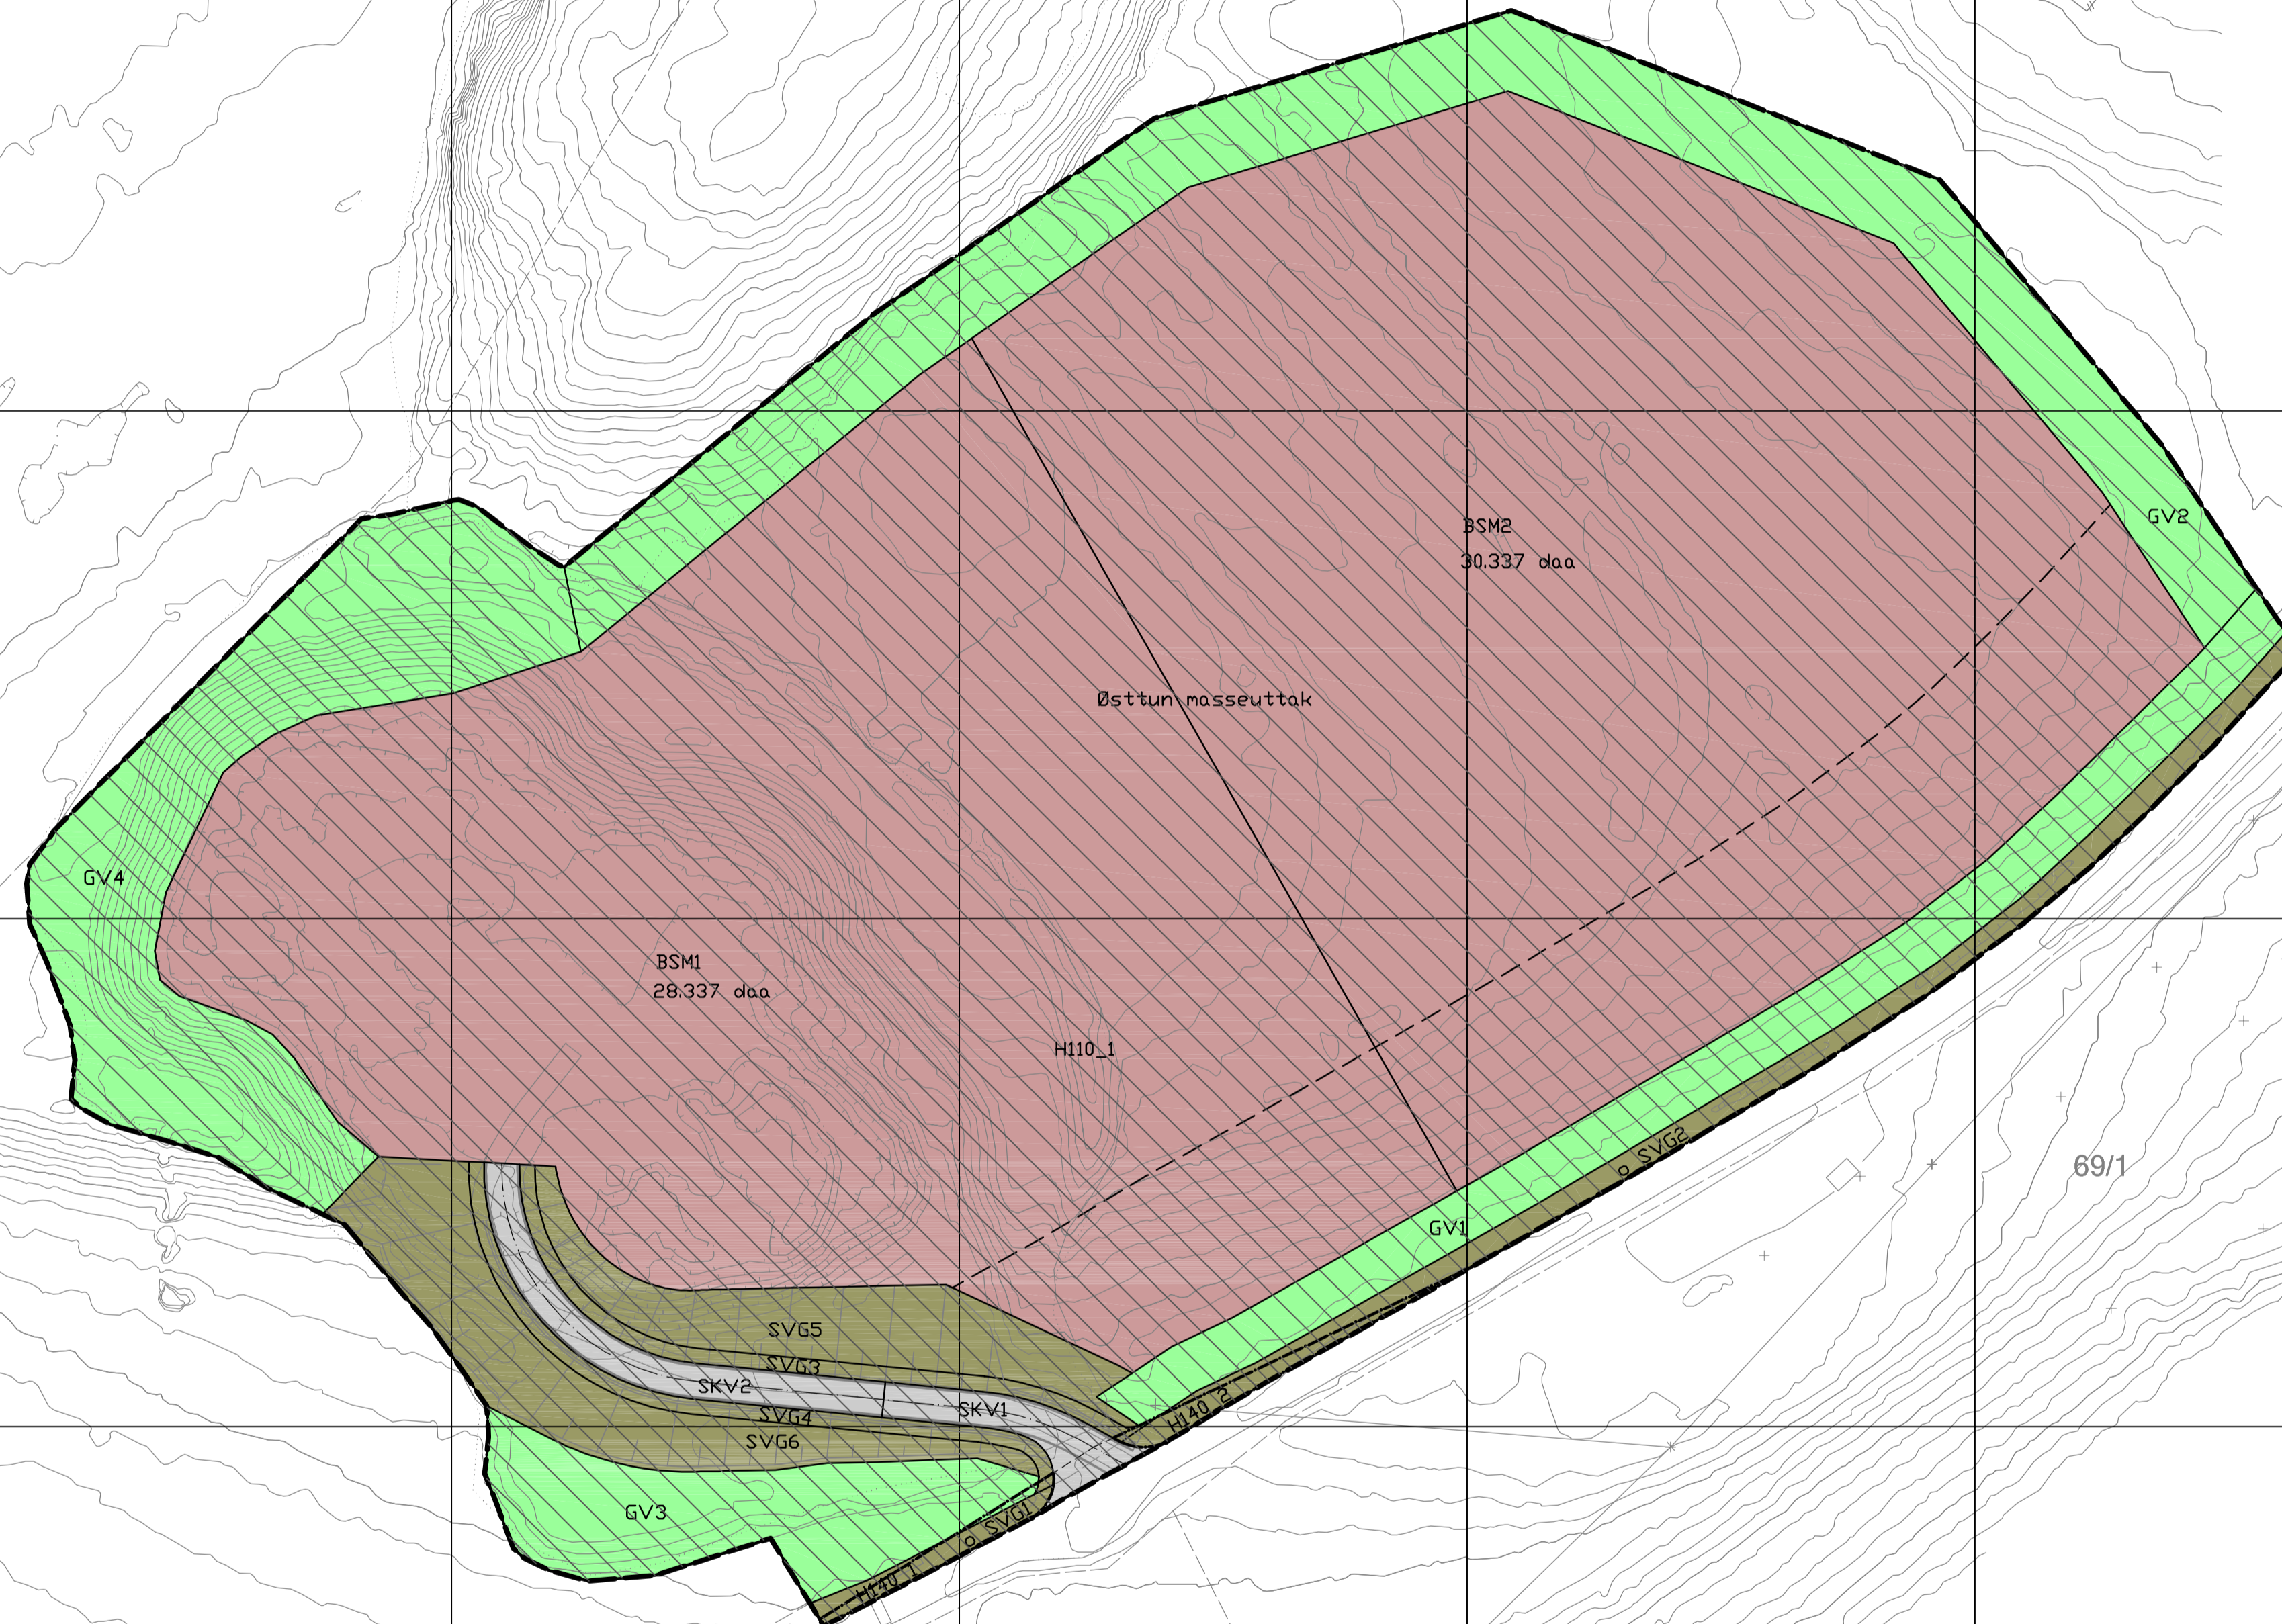 GV2
BSM2
30.337 daa
Østtun masseuttak
GV4
BSM1
28.337 daa
H110_1
o SVG2
69/1
GV1
SVG5
SVG3
SKV2
SKV1
H140_2
SVG4
SVG6
GV3
o SVG1
H140_1